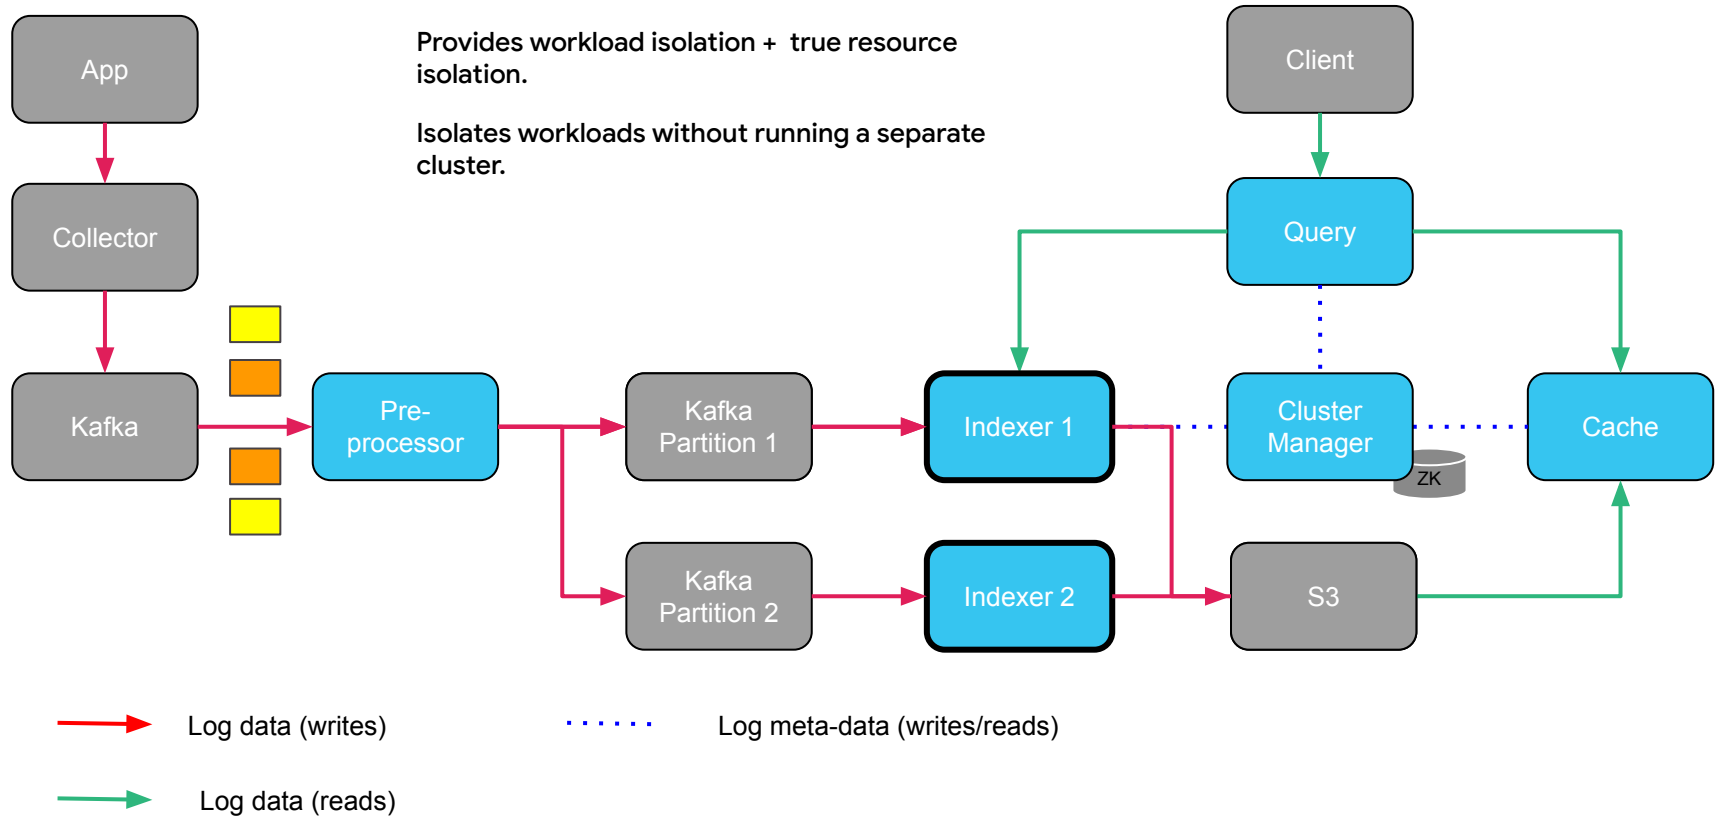 App
Provides workload isolation +  true resource
isolation.
Isolates workloads without running a separate
cluster.
Client
Collector
Query
Kafka
Pre-
processor
Kafka
Partition 1
Indexer 1
Cluster
Manager
ZK
Cache
Kafka
Partition 2
Indexer 2
S3
Log data (writes)
Log meta-data (writes/reads)
Log data (reads)